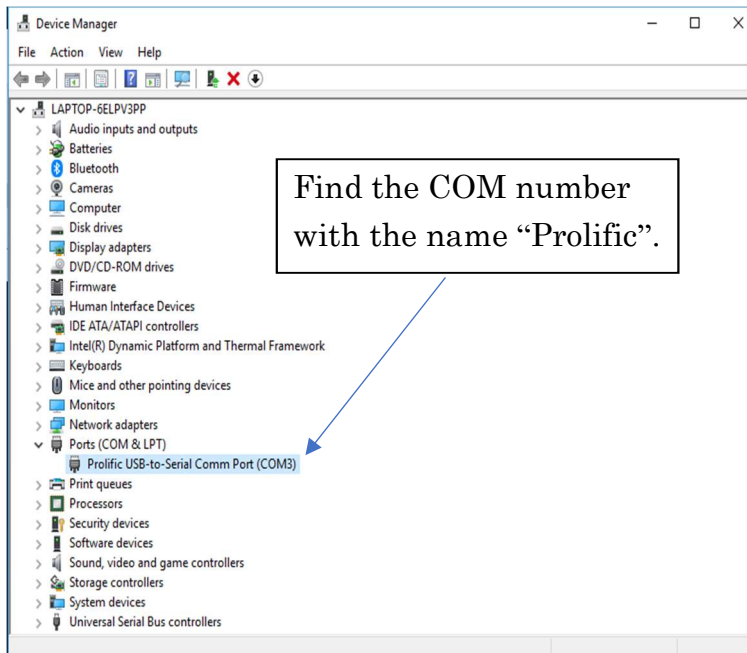 Device Manager
File Action View Help
LAPTOP-6ELPV3PP
Audio inputs and outputs
Batteries
Bluetooth
Cameras
Computer
Disk drives
Display adapters
DVD/CD-ROM drives
Firmware
Human Interface Devices
IDE ATA/ATAPI controllers
Intel(R) Dynamic Platform and Thermal Framework
Keyboards
Mice and other pointing devices
Monitors
Network adapters
Ports (COM & LPT)
Prolific USB-to-Serial Comm Port (COM3)
Print queues
Processors
Security devices
Software devices
Sound, video and game controllers
Storage controllers
System devices
Universal Serial Bus controllers
Find the COM number
with the name “Prolific”.